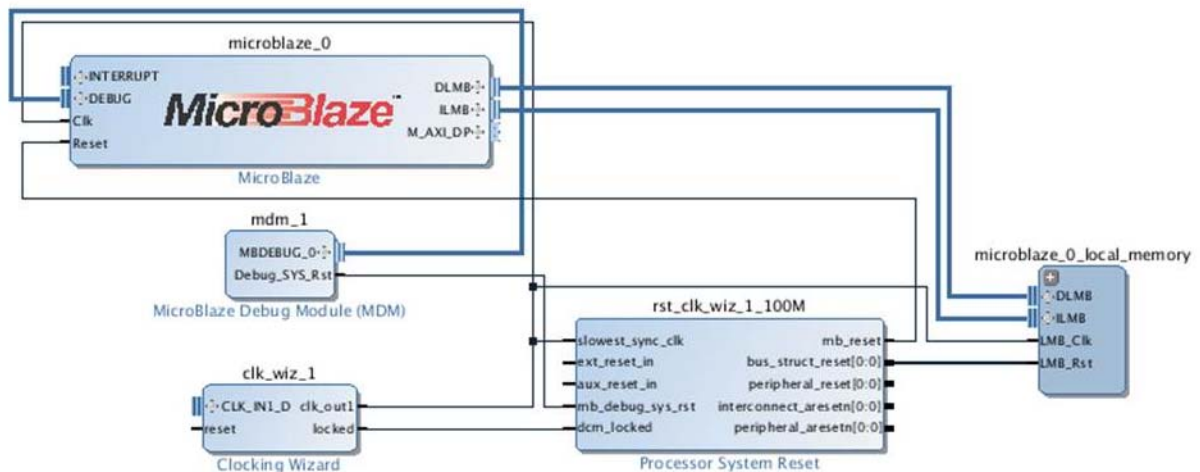 microblaze_0
INTERRUPT
DEBUG
Clk
Reset
MicroBlaze™
DLMB
ILMB
M_AXI_DP
MicroBlaze
mdm_1
MBDEBUG_0
Debug_SYS_Rst
MicroBlaze Debug Module (MDM)
microblaze_0_local_memory
DLMB
ILMB
LMB_Clk
LMB_Rst
rst_clk_wiz_1_100M
slowest_sync_clk
ext_reset_in
aux_reset_in
mb_debug_sys_rst
dcm_locked
mb_reset
bus_struct_reset[0:0]
peripheral_reset[0:0]
interconnect_aresetn[0:0]
peripheral_aresetn[0:0]
Processor System Reset
clk_wiz_1
CLK_IN1_D
reset
clk_out1
locked
Clocking Wizard